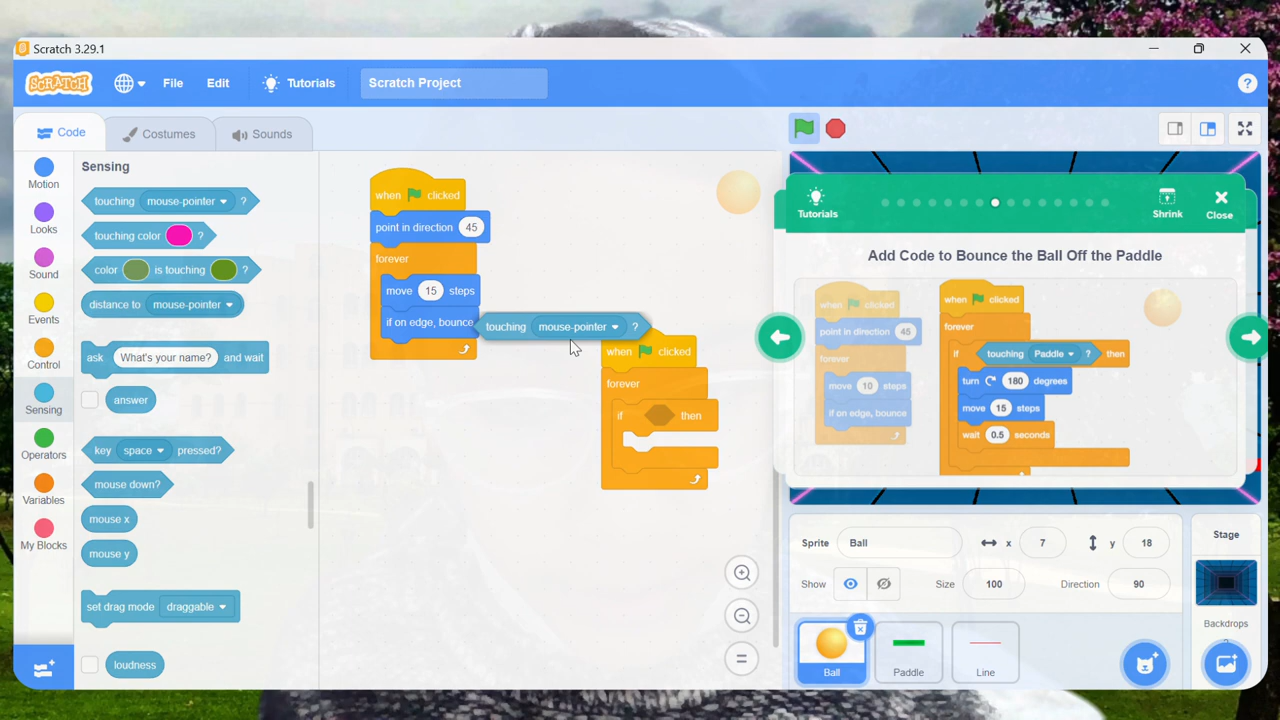 Scratch 3.29.1
SCRATCH
File Edit Tutorials Scratch Project ?
Code Costumes Sounds
Motion
Looks
Sound
Events
Control
Sensing
Operators
Variables
My Blocks
Sensing
touching mouse-pointer ?
touching color ?
color is touching ?
distance to mouse-pointer
ask What's your name? and wait
answer
key space pressed?
mouse down?
mouse x
mouse y
set drag mode draggable
loudness
when clicked
point in direction 45
forever
move 15 steps
if on edge, bounce
touching mouse-pointer ?
when clicked
forever
if then
Tutorials Shrink Close
Add Code to Bounce the Ball Off the Paddle
when clicked
point in direction 45
forever
move 10 steps
if on edge, bounce
when clicked
forever
if touching Paddle ? then
turn 180 degrees
move 15 steps
wait 0.5 seconds
Sprite Ball x 7 y 18
Show Size 100 Direction 90
Ball Paddle Line
Stage
Backdrops
2